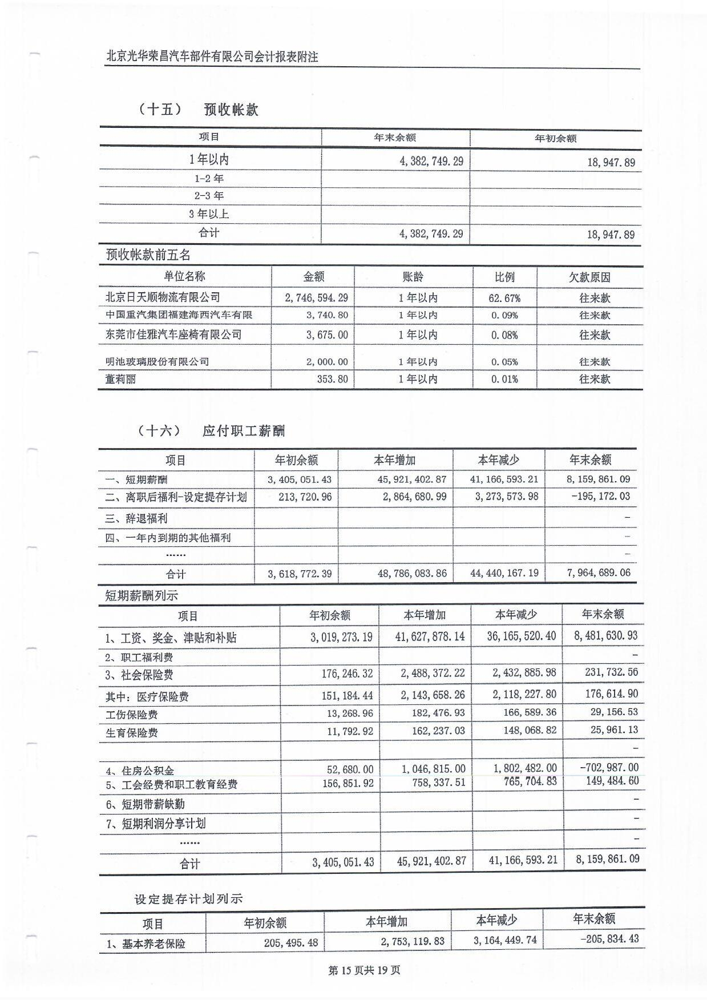 北京光华荣昌汽车部件有限公司会计报表附注
（十五） 预收帐款
项目 年末余额 年初余额
1年以内 4,382,749.29 18,947.89
1-2年
2-3年
3年以上
合计 4,382,749.29 18,947.89
预收帐款前五名
单位名称 金额 账龄 比例 欠款原因
北京日天顺物流有限公司 2,746,594.29 1年以内 62.67% 往来款
中国重汽集团福建海西汽车有限 3,740.80 1年以内 0.09% 往来款
东莞市佳雅汽车座椅有限公司 3,675.00 1年以内 0.08% 往来款
明池玻璃股份有限公司 2,000.00 1年以内 0.05% 往来款
董莉丽 353.80 1年以内 0.01% 往来款
（十六） 应付职工薪酬
项目 年初余额 本年增加 本年减少 年末余额
一、短期薪酬 3,405,051.43 45,921,402.87 41,166,593.21 8,159,861.09
二、离职后福利-设定提存计划 213,720.96 2,864,680.99 3,273,573.98 -195,172.03
三、辞退福利 -
四、一年内到期的其他福利 -
…… -
合计 3,618,772.39 48,786,083.86 44,440,167.19 7,964,689.06
短期薪酬列示
项目 年初余额 本年增加 本年减少 年末余额
1、工资、奖金、津贴和补贴 3,019,273.19 41,627,878.14 36,165,520.40 8,481,630.93
2、职工福利费 -
3、社会保险费 176,246.32 2,488,372.22 2,432,885.98 231,732.56
其中：医疗保险费 151,184.44 2,143,658.26 2,118,227.80 176,614.90
工伤保险费 13,268.96 182,476.93 166,589.36 29,156.53
生育保险费 11,792.92 162,237.03 148,068.82 25,961.13
-
4、住房公积金 52,680.00 1,046,815.00 1,802,482.00 -702,987.00
5、工会经费和职工教育经费 156,851.92 758,337.51 765,704.83 149,484.60
6、短期带薪缺勤 -
7、短期利润分享计划 -
…… -
合计 3,405,051.43 45,921,402.87 41,166,593.21 8,159,861.09
设定提存计划列示
项目 年初余额 本年增加 本年减少 年末余额
1、基本养老保险 205,495.48 2,753,119.83 3,164,449.74 -205,834.43
第 15 页共 19 页